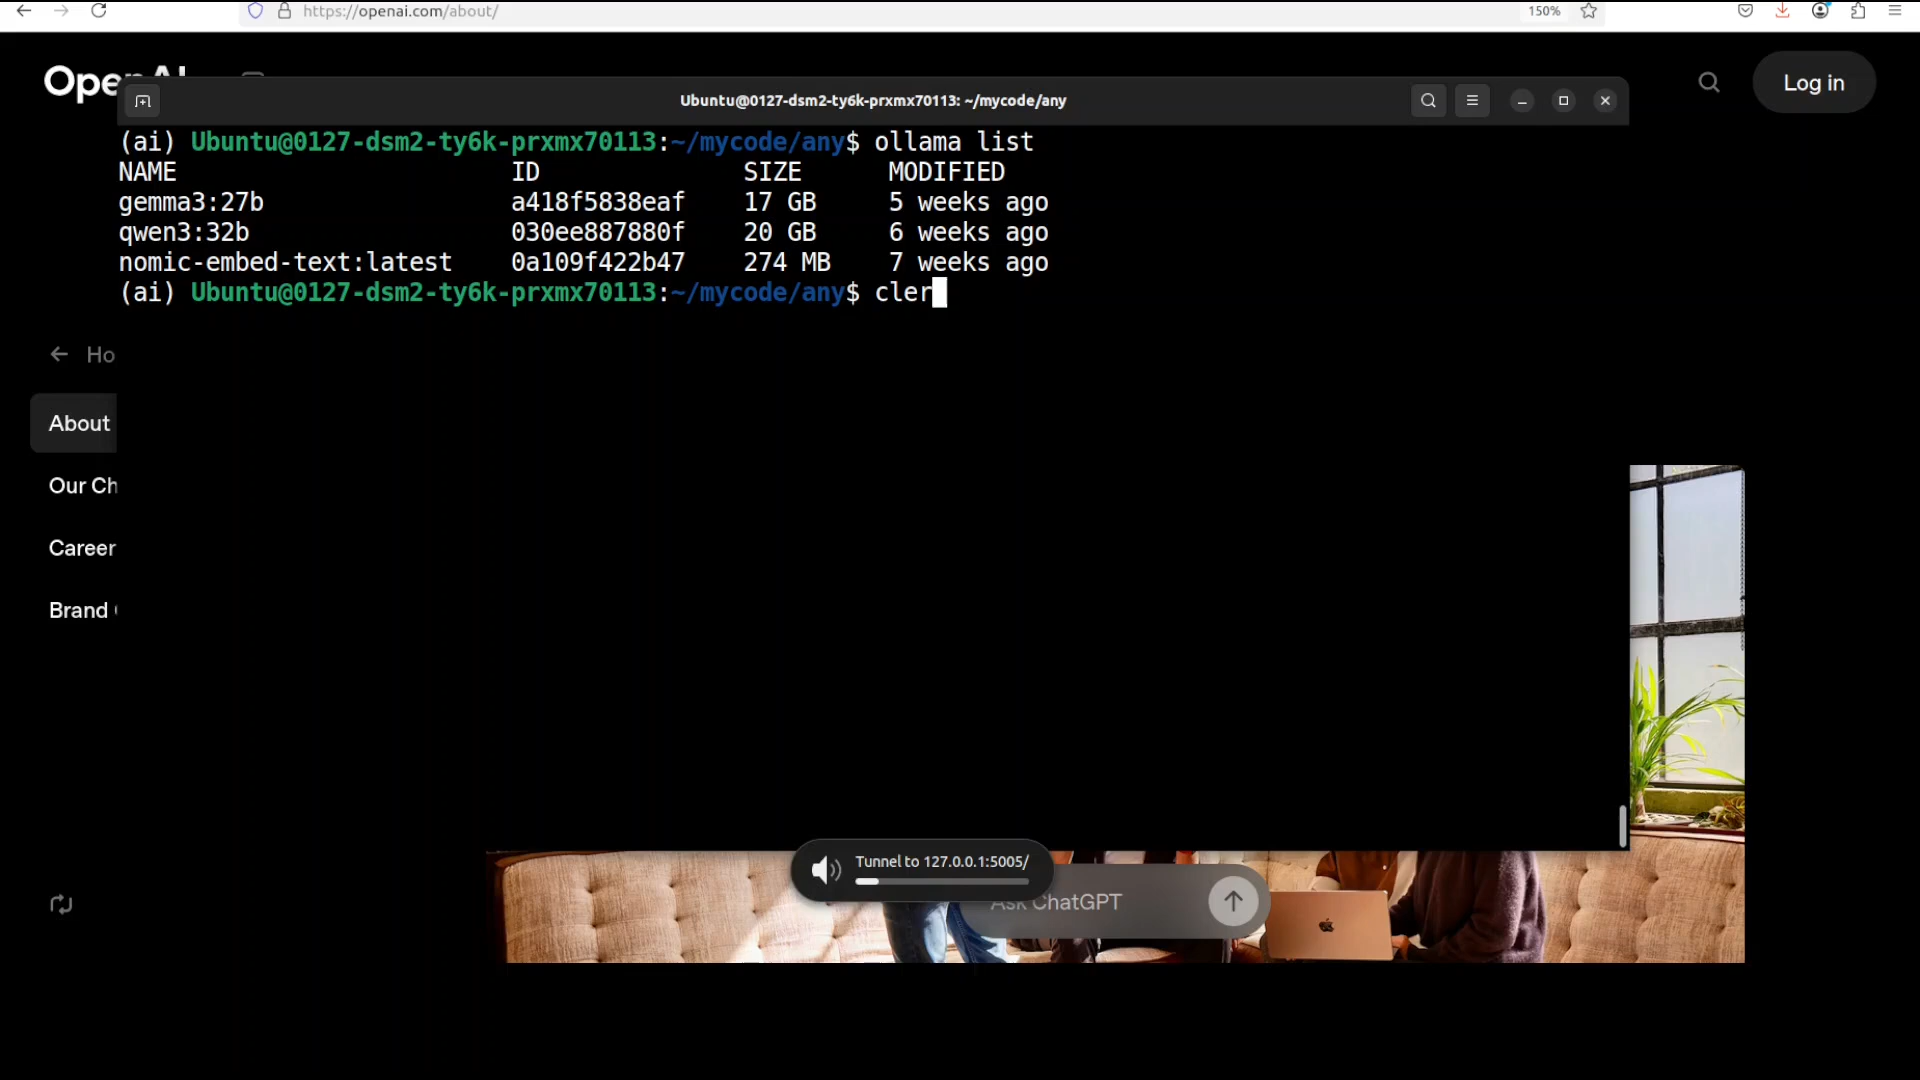 https://openai.com/about/
150%
Log in
Ubuntu@0127-dsm2-ty6k-prxmx70113: ~/mycode/any
(ai) Ubuntu@0127-dsm2-ty6k-prxmx70113:~/mycode/any$ ollama list
NAME ID SIZE MODIFIED
gemma3:27b a418f5838eaf 17 GB 5 weeks ago
qwen3:32b 030ee887880f 20 GB 6 weeks ago
nomic-embed-text:latest 0a109f422b47 274 MB 7 weeks ago
(ai) Ubuntu@0127-dsm2-ty6k-prxmx70113:~/mycode/any$ cler
Ho
About
Our Ch
Career
Brand
Tunnel to 127.0.0.1:5005/
Ask ChatGPT